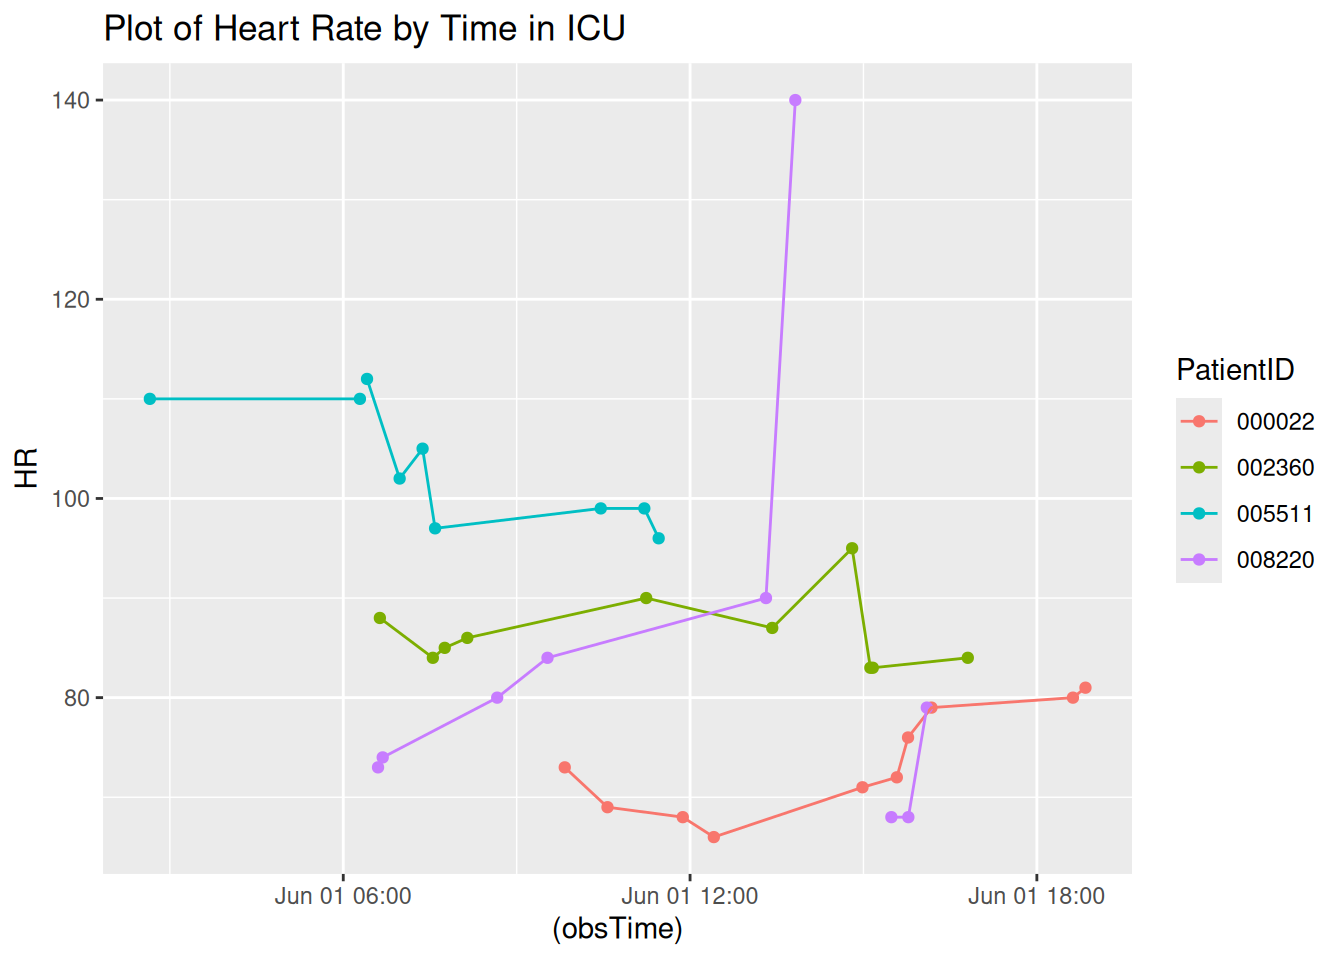 Plot of Heart Rate by Time in ICU
HR
140
120
100
80
Jun 01 06:00
Jun 01 12:00
Jun 01 18:00
(obsTime)
PatientID
000022
002360
005511
008220